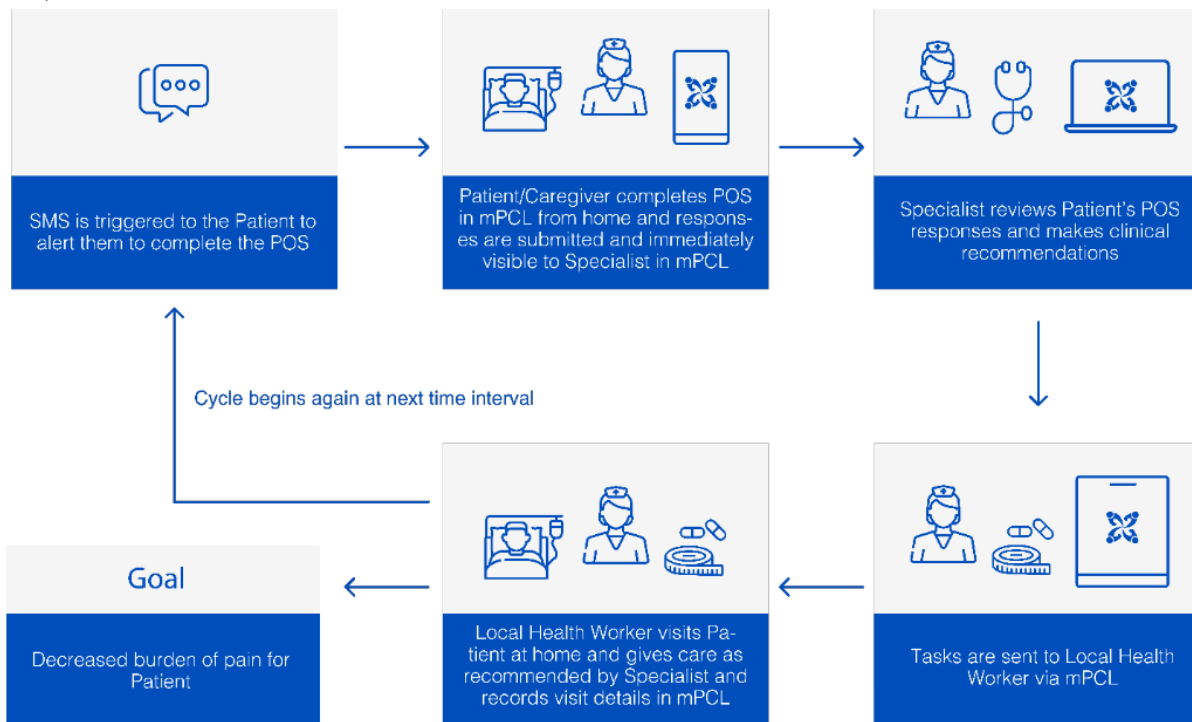 SMS is triggered to the Patient to
alert them to complete the POS
Patient/Caregiver completes POS
in mPCL from home and respon-
es are submitted and immediately
visible to Specialist in mPCL
Specialist reviews Patient's POS
responses and makes clinical
recommendations
Cycle begins again at next time interval
Goal
Decreased burden of pain for
Patient
Local Health Worker visits Pa-
tient at home and gives care as
recommended by Specialist and
records visit details in mPCL
Tasks are sent to Local Health
Worker via mPCL